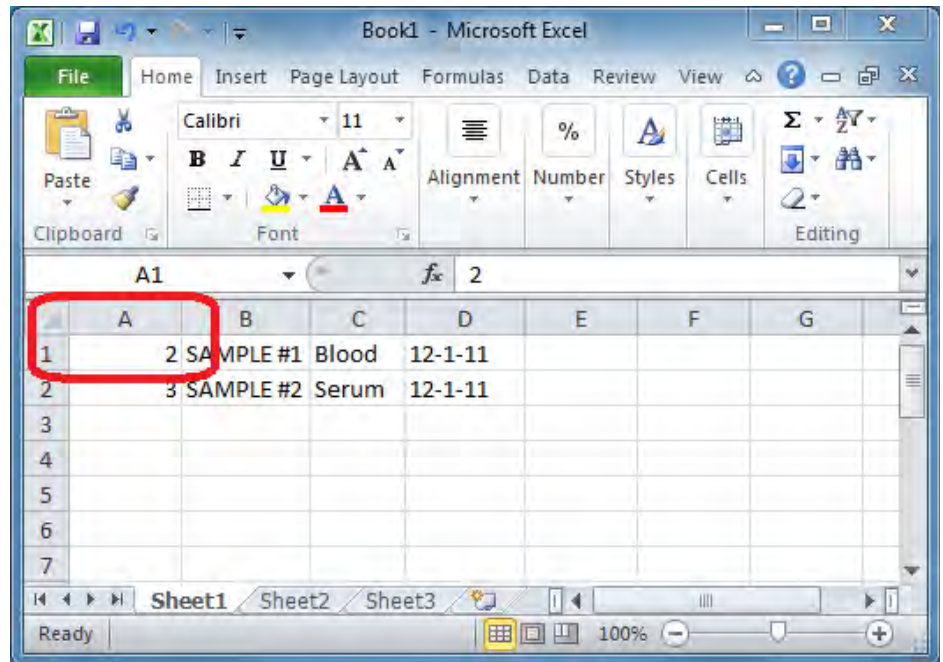 Book1 - Microsoft Excel
File Home Insert Page Layout Formulas Data Review View
Calibri 11 Σ A Z
Paste B I U A A Alignment % Number A Styles Cells
A
Clipboard Font Editing
A1 fx 2
A B C D E F G
1 2 SAMPLE #1 Blood 12-1-11
2 3 SAMPLE #2 Serum 12-1-11
3
4
5
6
7
Sheet1 Sheet2 Sheet3
Ready 100%